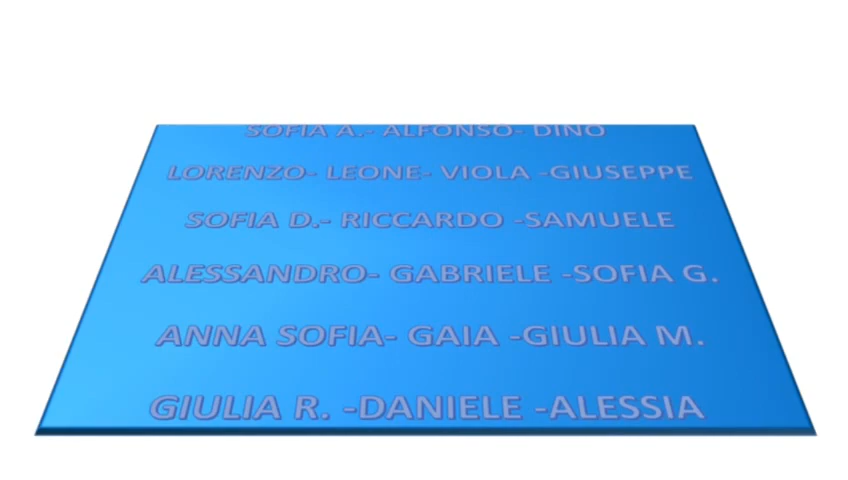 SOFIA A.- ALFONSO- DINO
LORENZO- LEONE- VIOLA -GIUSEPPE
SOFIA D.- RICCARDO -SAMUELE
ALESSANDRO- GABRIELE -SOFIA G.
ANNA SOFIA- GAIA -GIULIA M.
GIULIA R. -DANIELE -ALESSIA